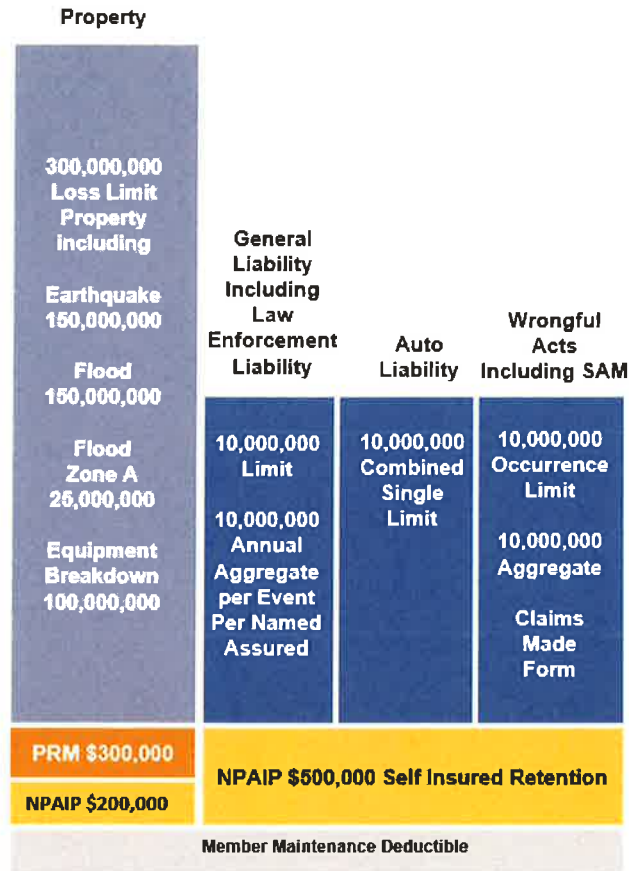 Property
300,000,000
Loss Limit
Property
including
Earthquake
150,000,000
Flood
150,000,000
Flood
Zone A
25,000,000
Equipment
Breakdown
100,000,000
General
Liability
Including
Law
Enforcement
Liability
10,000,000
Limit
10,000,000
Annual
Aggregate
per Event
Per Named
Assured
Auto
Liability
10,000,000
Combined
Single
Limit
Wrongful
Acts
Including SAM
10,000,000
Occurrence
Limit
10,000,000
Aggregate
Claims
Made
Form
PRM $300,000
NPAIP $200,000
NPAIP $500,000 Self Insured Retention
Member Maintenance Deductible